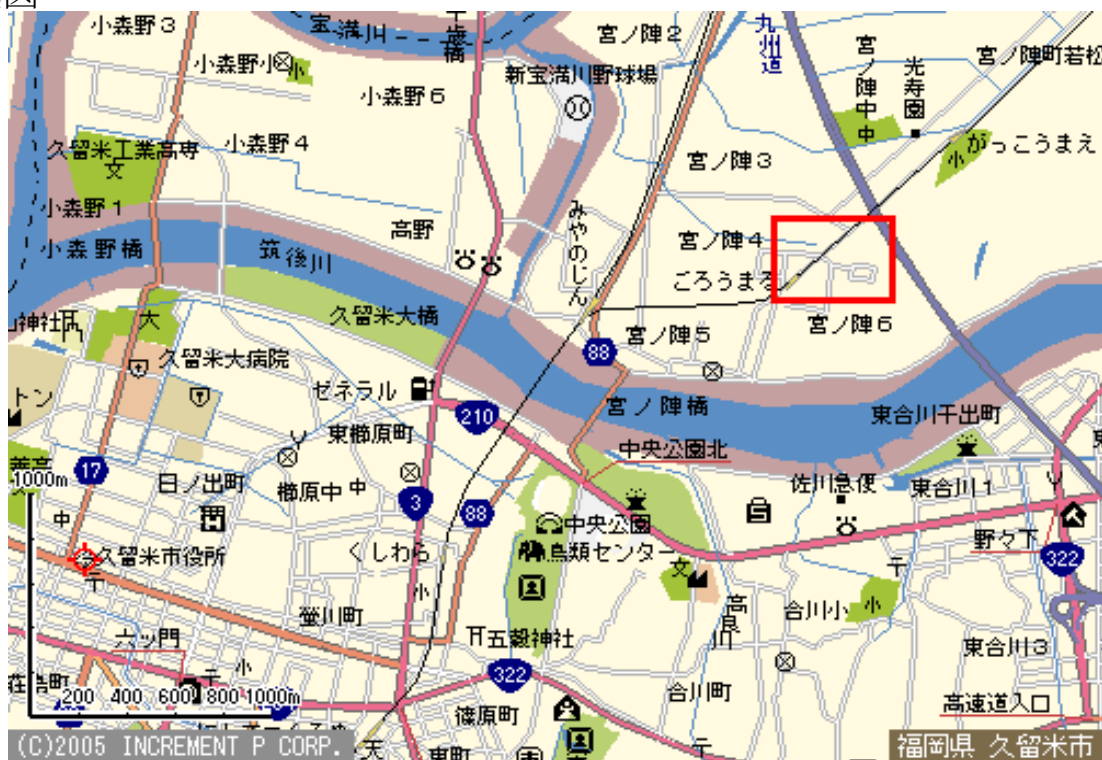 図
小森野3
宝満川
千歳橋
宮ノ陣2
九州道
宮ノ陣中
光寿園
宮ノ陣町若松
小森野小
小
新宝満川野球場
小森野6
中
久留米工業高専
文
小森野4
宮ノ陣3
小
がっこうまえ
小森野1
高野
みやのじん
宮ノ陣4
小森野橋
筑後川
ごろうまる
久留米大橋
宮ノ陣5
宮ノ陣6
大
88
久留米大病院
ゼネラル
宮ノ陣橋
210
東合川干出町
東櫛原町
中央公園北
1000m
17
日ノ出町
櫛原中
中
3
88
佐川急便
東合川1
中
中央公園
野々下
久留米市役所
くしわら
鳥類センター
文
322
小
螢川町
高良川
合川小
小
六ツ門
五穀神社
東合川3
小
322
合川町
200 400 600 800 1000m
篠原町
高速道入口
(C)2005 INCREMENT P CORP.
天
東町
福岡県 久留米市